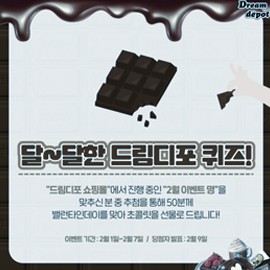 Dream
depot
달~달한 드림디포 퀴즈!
"드림디포 쇼핑몰"에서 진행 중인 "2월 이벤트 명"을
맞추신 분 중 추첨을 통해 50분께
밸런타인데이를 맞아 초콜릿을 선물로 드립니다!
이벤트 기간 : 2월 1일~2월 7일 / 당첨자 발표 : 2월 9일